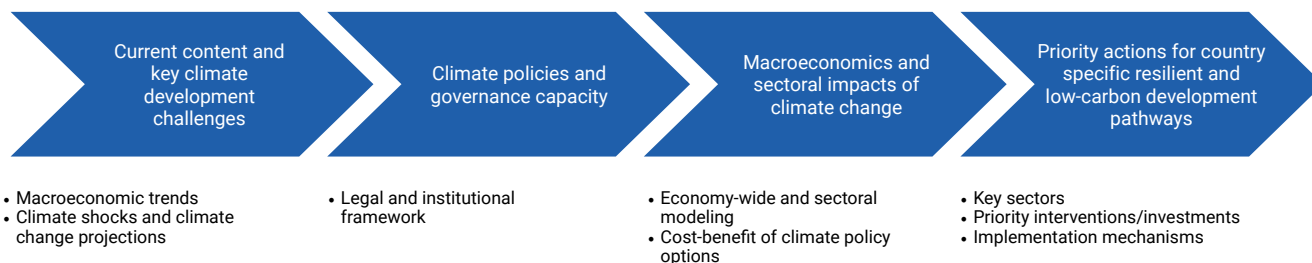 Current content and
key climate
development
challenges
Climate policies and
governance capacity
Macroeconomics and
sectoral impacts of
climate change
Priority actions for country
specific resilient and
low-carbon development
pathways
• Macroeconomic trends
• Climate shocks and climate
change projections
• Legal and institutional
framework
• Economy-wide and sectoral
modeling
• Cost-benefit of climate policy
options
• Key sectors
• Priority interventions/investments
• Implementation mechanisms